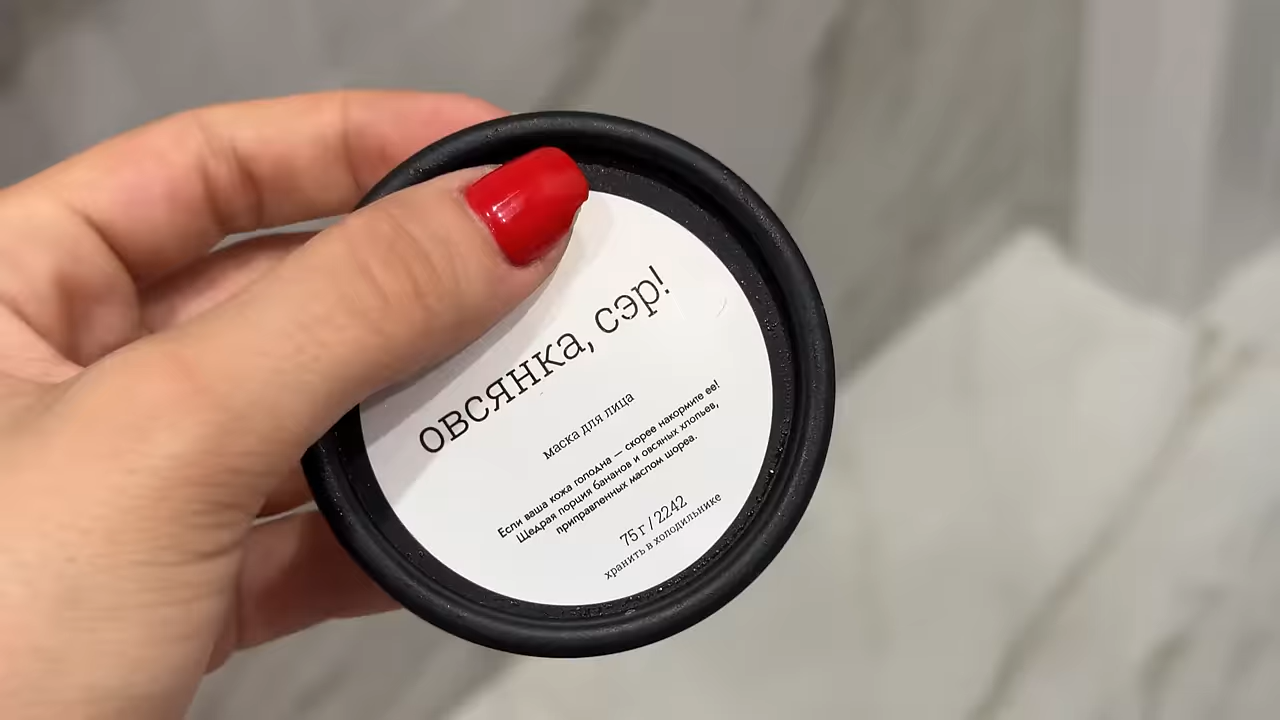 овсянка, сэр!
маска для лица
Если ваша кожа голодна — скорее накормите ее!
Щедрая порция бананов и овсяных хлопьев,
приправленных маслом шореа.
75 г / 2242
хранить в холодильнике